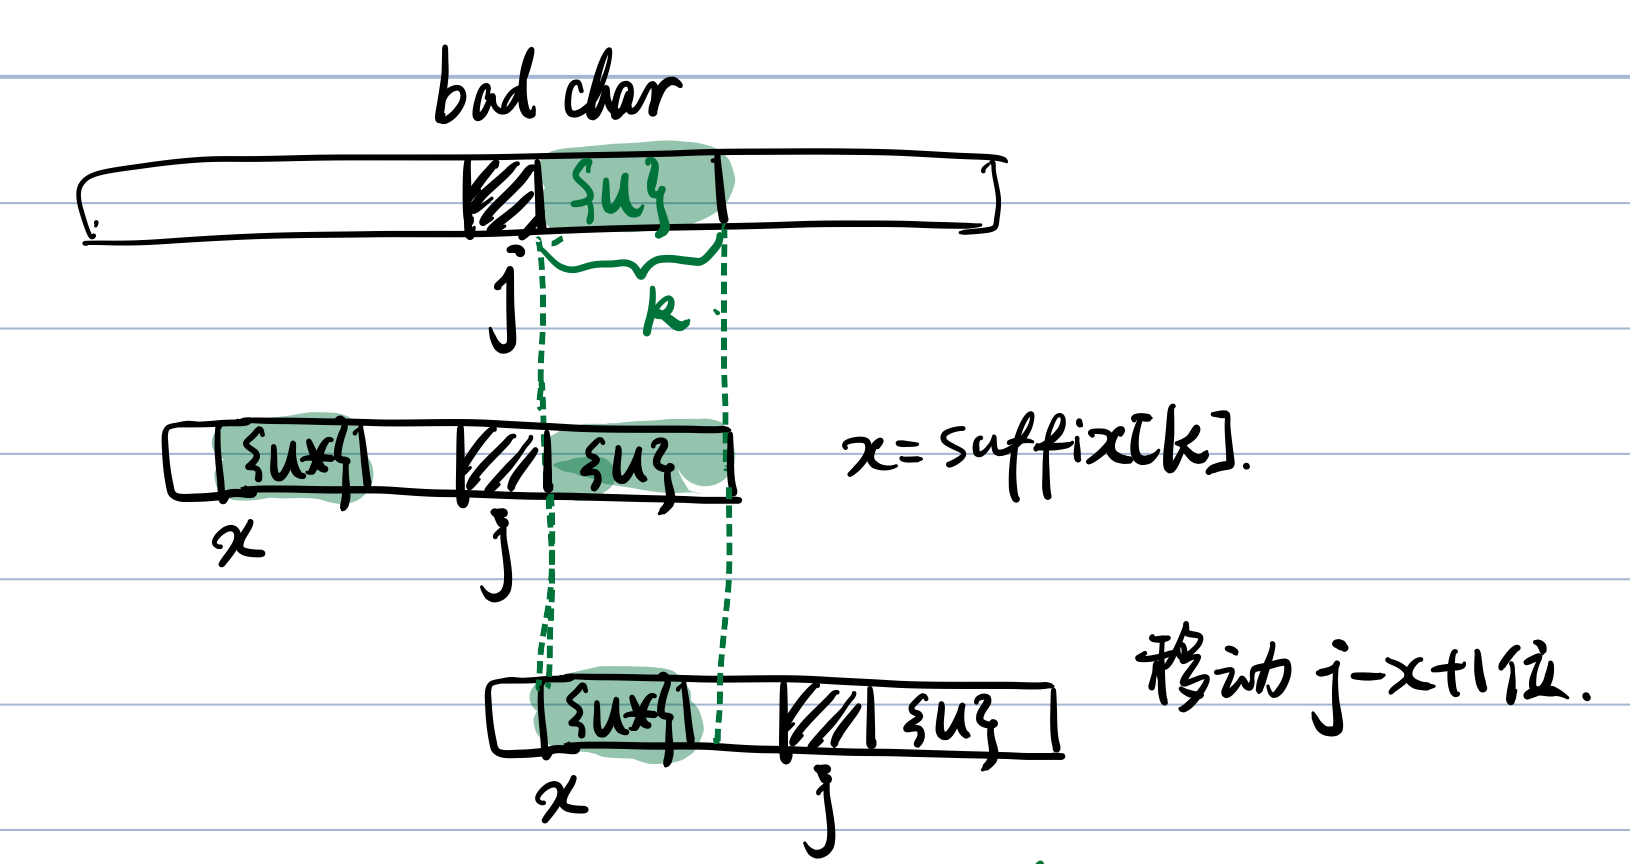 bad char
{u}
j
k
{u*}
{u}
x = suffix[k].
x
j
移动 j-x+1位.
{u*}
{u}
x
j